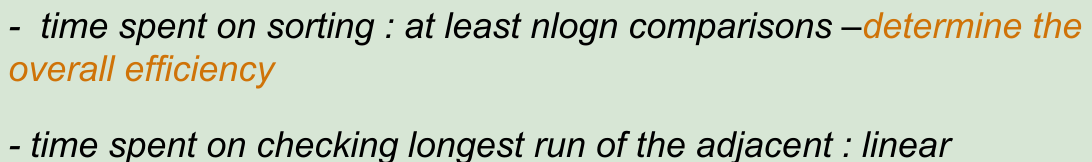 - time spent on sorting : at least nlogn comparisons –determine the
overall efficiency
- time spent on checking longest run of the adjacent : linear